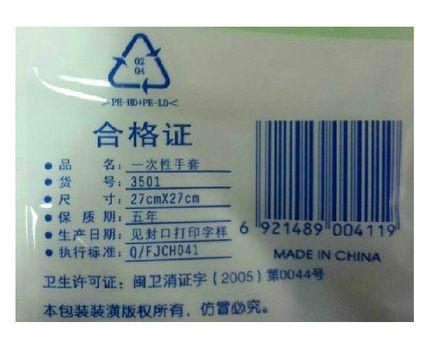 02
04
>PE-HD+PE-LD<
合格证
品 名：一次性手套
货 号：3501
尺 寸：27cmX27cm
保 质 期：五年
生产日期：见封口打印字样
执行标准：Q/FJCH041
6 921489 004119
MADE IN CHINA
卫生许可证：闽卫消证字（2005）第0044号
本包装装潢版权所有，仿冒必究。